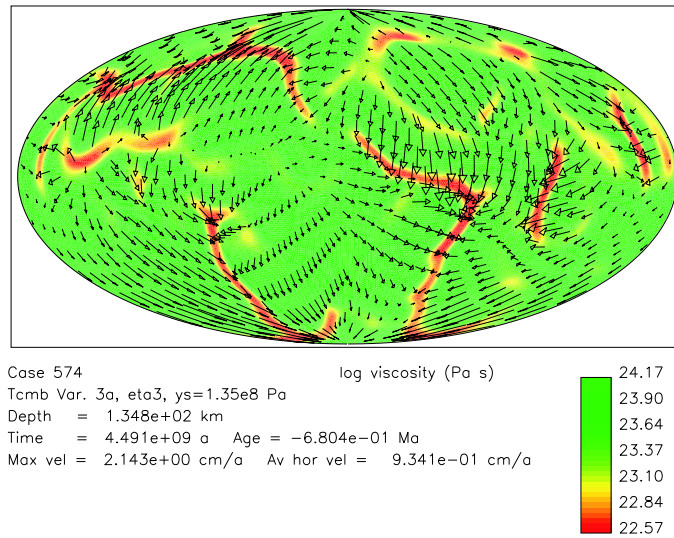 Case 574 log viscosity (Pa s)
Tcmb Var. 3a, eta3, ys=1.35e8 Pa
Depth = 1.348e+02 km
Time = 4.491e+09 a Age = −6.804e−01 Ma
Max vel = 2.143e+00 cm/a Av hor vel = 9.341e−01 cm/a
24.17
23.90
23.64
23.37
23.10
22.84
22.57